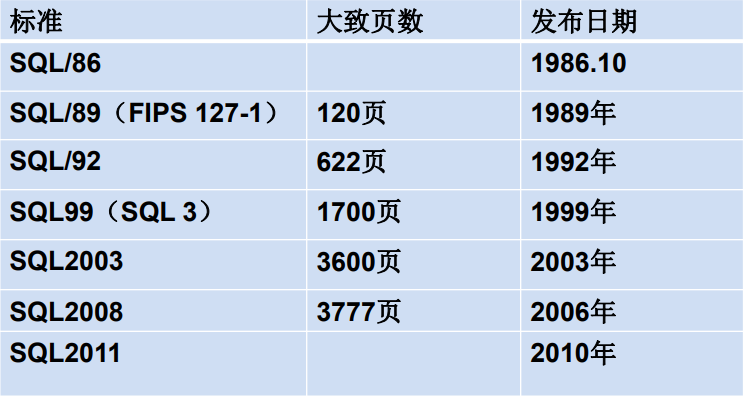 标准 大致页数 发布日期
SQL/86 1986.10
SQL/89（FIPS 127-1） 120页 1989年
SQL/92 622页 1992年
SQL99（SQL 3） 1700页 1999年
SQL2003 3600页 2003年
SQL2008 3777页 2006年
SQL2011 2010年